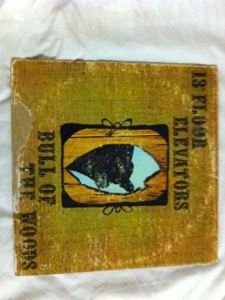 13 FLOOR
ELEVATORS
BULL OF
THE WOODS